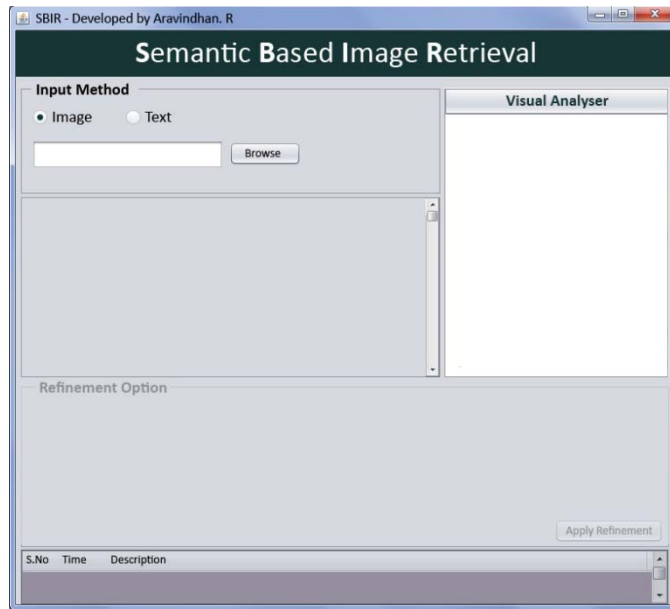 SBIR - Developed by Aravindhan. R
Semantic Based Image Retrieval
Input Method
Image Text
Browse
Visual Analyser
Refinement Option
Apply Refinement
S.No Time Description